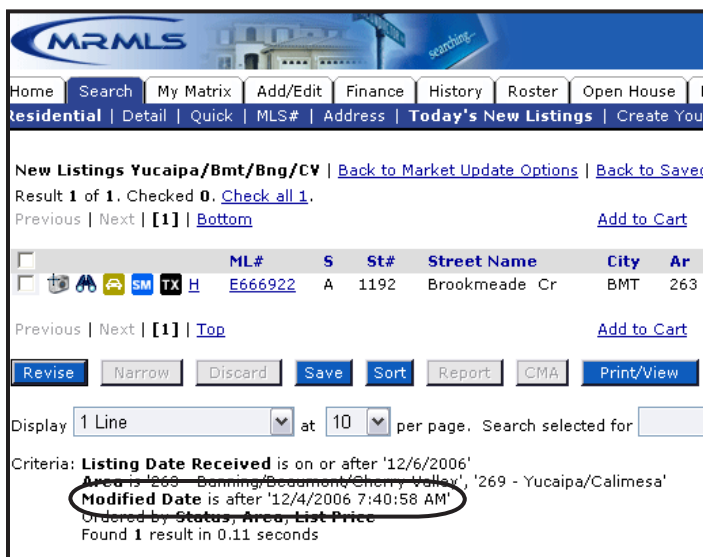 MRMLS
searching...
Home Search My Matrix Add/Edit Finance History Roster Open House
Residential | Detail | Quick | MLS# | Address | Today's New Listings | Create You
New Listings Yucaipa/Bmt/Bng/CV | Back to Market Update Options | Back to Saved
Result 1 of 1. Checked 0. Check all 1.
Previous | Next | [1] | Bottom Add to Cart
ML# S St# Street Name City Ar
SM TX H E666922 A 1192 Brookmeade Cr BMT 263
Previous | Next | [1] | Top Add to Cart
Revise Narrow Discard Save Sort Report CMA Print/View
Display 1 Line at 10 per page. Search selected for
Criteria: Listing Date Received is on or after '12/6/2006'
Area is '263 - Banning/Beaumont/Cherry Valley', '269 - Yucaipa/Calimesa'
Modified Date is after '12/4/2006 7:40:58 AM'
Ordered by Status, Area, List Price
Found 1 result in 0.11 seconds